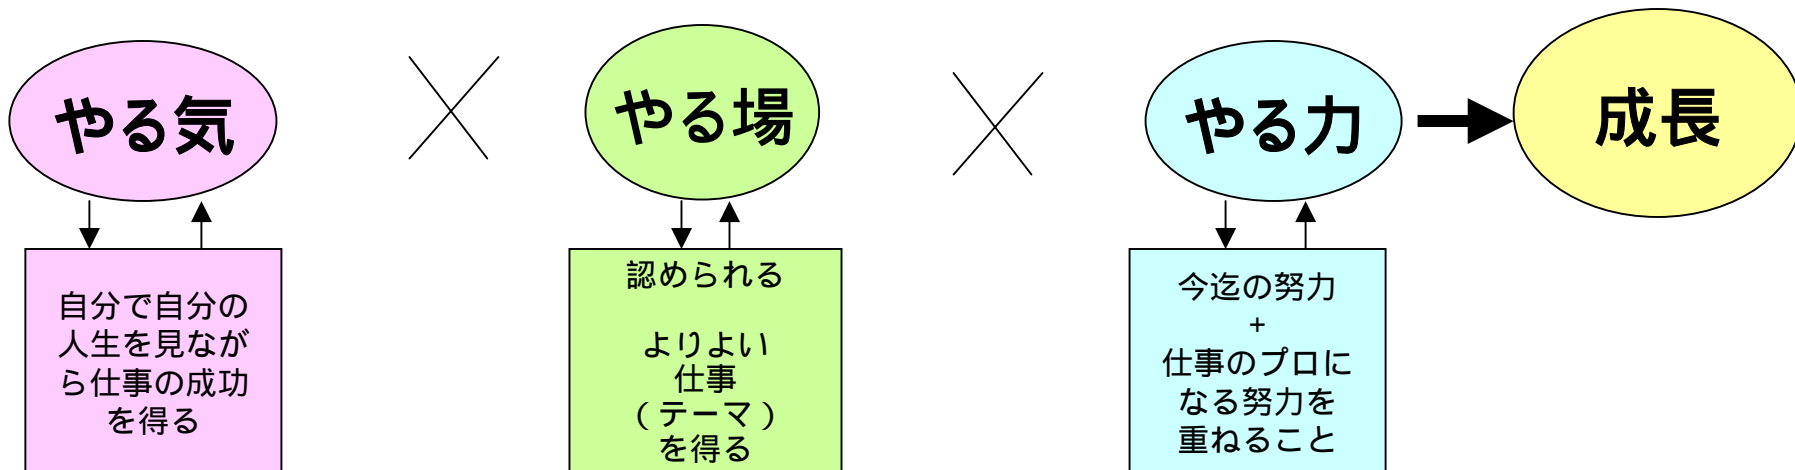 やる気
やる場
やる力
成長
自分で自分の
人生を見なが
ら仕事の成功
を得る
認められる
よりよい
仕事
（テーマ）
を得る
今迄の努力
+
仕事のプロに
なる努力を
重ねること